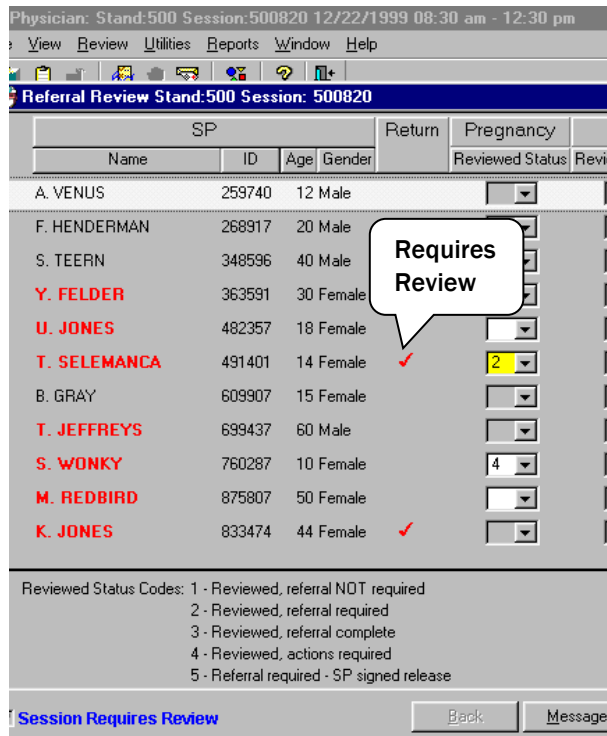 Physician: Stand:500 Session:500820 12/22/1999 08:30 am - 12:30 pm
e View Review Utilities Reports Window Help
Referral Review Stand:500 Session: 500820
SP Return Pregnancy
Name ID Age Gender Reviewed Status Revi
A. VENUS 259740 12 Male
F. HENDERMAN 268917 20 Male
S. TEERN 348596 40 Male
Requires
Review
Y. FELDER 363591 30 Female
U. JONES 482357 18 Female
T. SELEMANCA 491401 14 Female ✓ 2
B. GRAY 609907 15 Female
T. JEFFREYS 699437 60 Male
S. WONKY 760287 10 Female 4
M. REDBIRD 875807 50 Female
K. JONES 833474 44 Female ✓
Reviewed Status Codes: 1 - Reviewed, referral NOT required
2 - Reviewed, referral required
3 - Reviewed, referral complete
4 - Reviewed, actions required
5 - Referral required - SP signed release
Session Requires Review Back Message